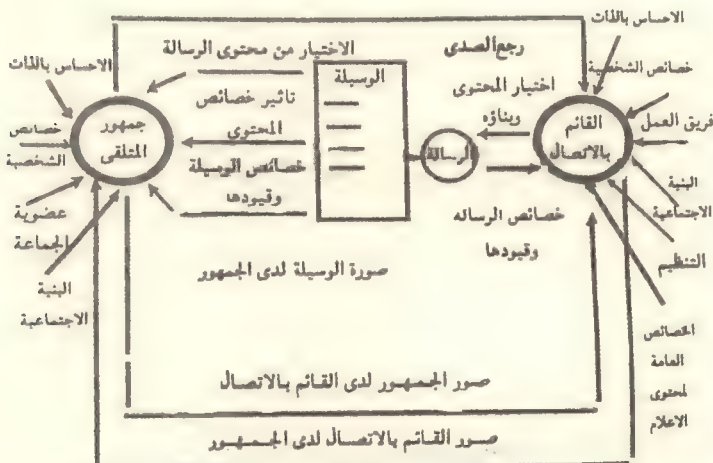 الاحساس بالذات
خصائص الشخصية
فريق العمل
البنية
الاجتماعية
التنظيم
الخصائص
العامة
لمحتوى
الاعلام
القائم
بالاتصال
رجع الصدى
اختيار المحتوى
وبناؤه
الرسالة
خصائص الرساله
وقيودها
الوسيلة
الاختيار من محتوى الرسالة
تاثير خصائص
المحتوى
خصائص الوسيلة
وقيودها
جمهور
المتلقى
الاحساس بالذات
خصائص
الشخصية
عضوية
الجماعة
البنية
الاجتماعية
صورة الوسيلة لدى الجمهور
صور الجمهور لدى القائم بالاتصال
صور القائم بالاتصال لدى الجمهور